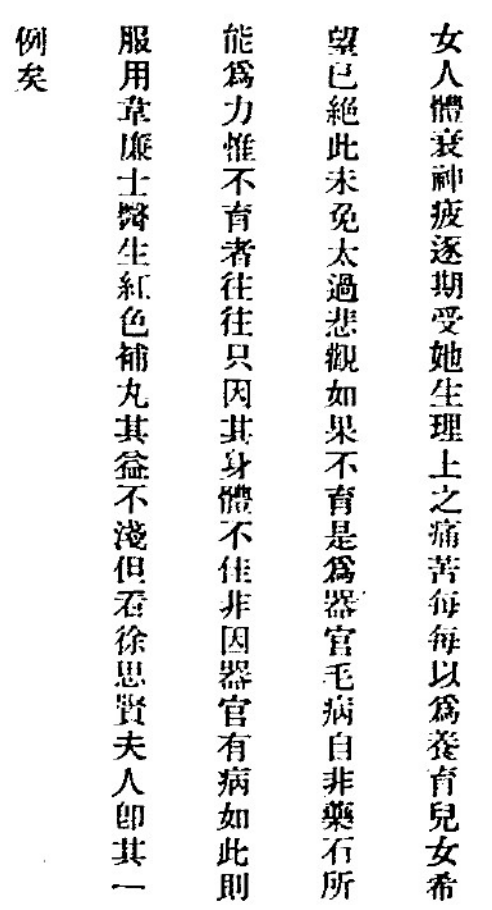 女人體衰神疲逐期受她生理上之痛苦每每以爲養育兒女希
望已絕此未免太過悲觀如果不育是爲器官毛病自非藥石所
能爲力惟不育者往往只因其身體不佳非因器官有病如此則
服用韋廉士醫生紅色補丸其益不淺但看徐思賢夫人卽其一
例矣